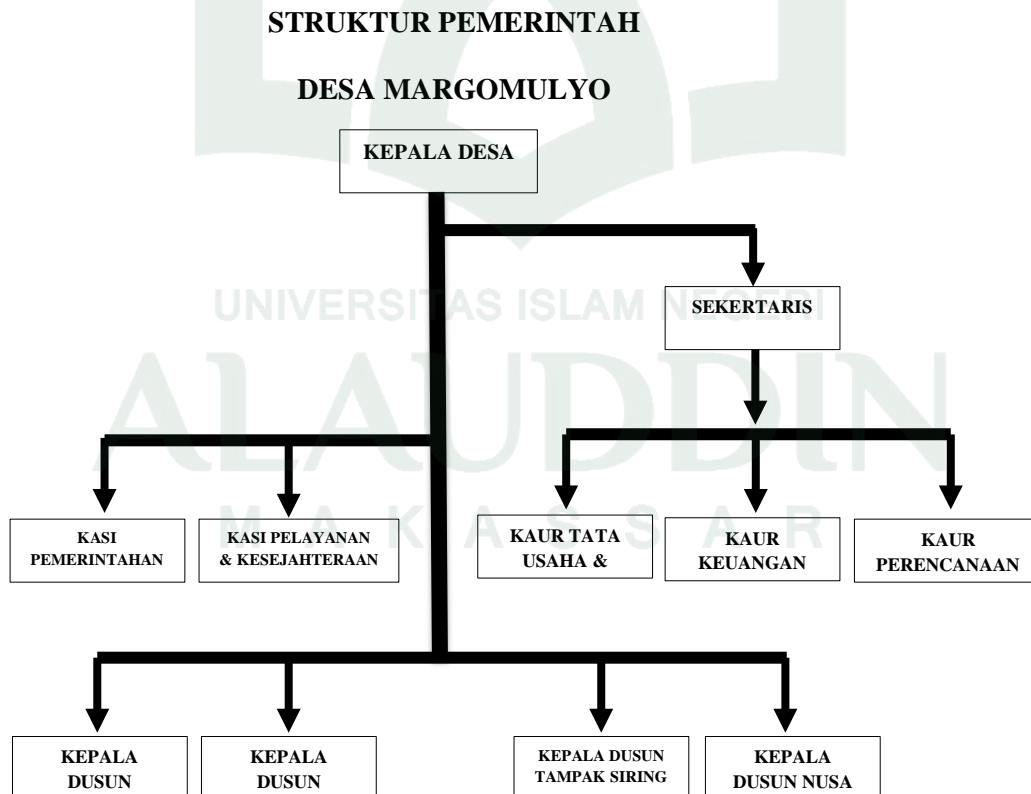 STRUKTUR PEMERINTAH
DESA MARGOMULYO
KEPALA DESA
UNIVERSITAS ISLAM NEGERI
SEKERTARIS
ALAUDDIN
MAKASSAR
KASI
PEMERINTAHAN
KASI PELAYANAN
& KESEJAHTERAAN
KAUR TATA
USAHA &
KAUR
KEUANGAN
KAUR
PERENCANAAN
KEPALA
DUSUN
KEPALA
DUSUN
KEPALA DUSUN
TAMPAK SIRING
KEPALA
DUSUN NUSA